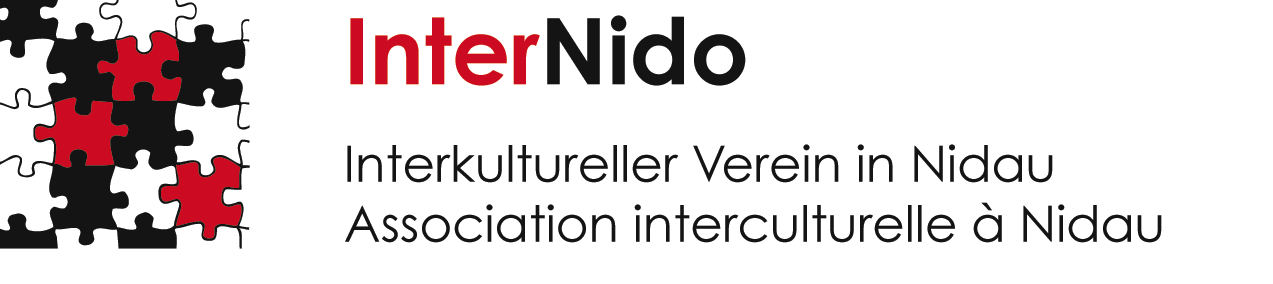 InterNido
Interkultureller Verein in Nidau
Association interculturelle à Nidau